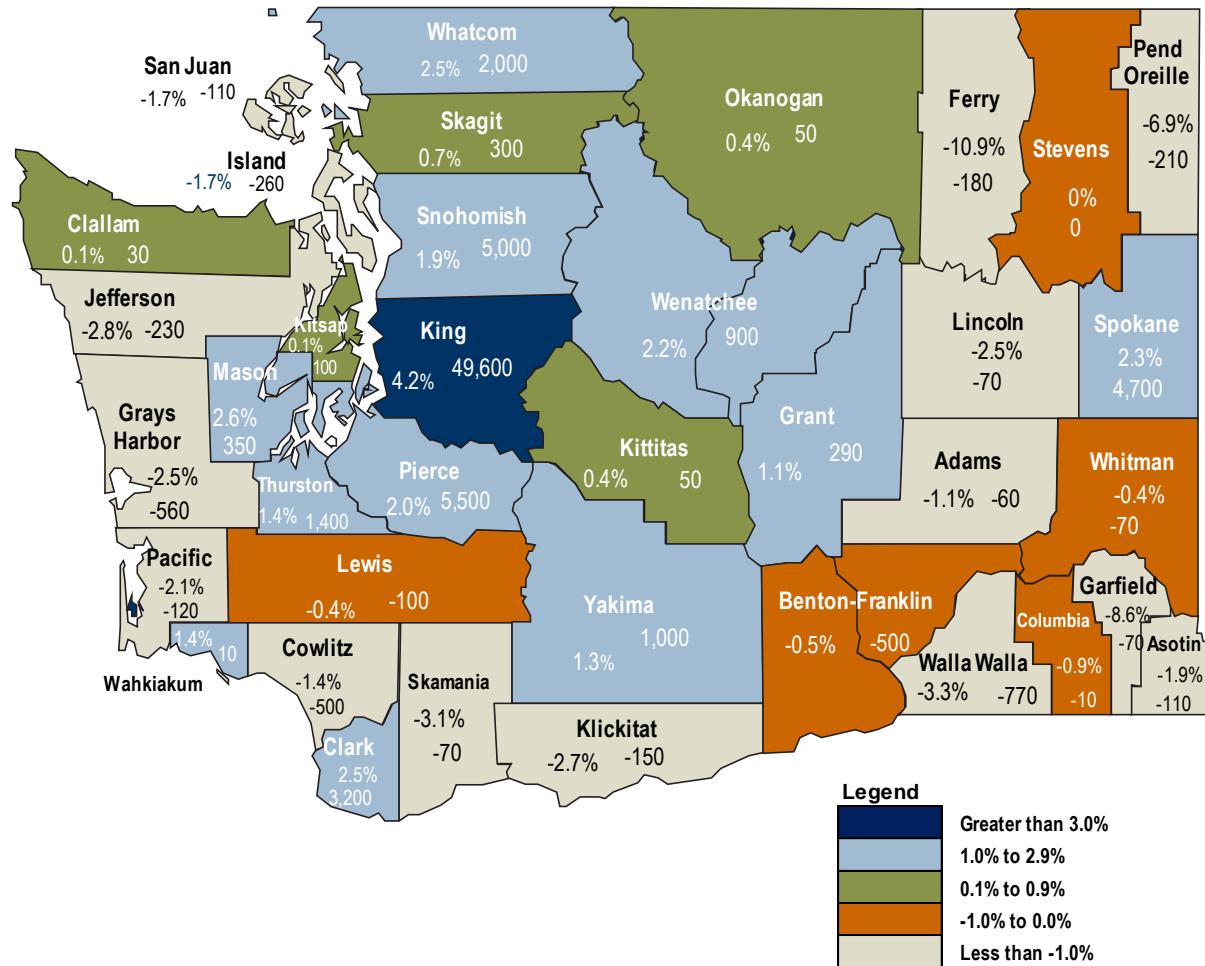 Whatcom
2.5% 2,000
San Juan
-1.7% -110
Skagit
0.7% 300
Okanogan
0.4% 50
Ferry
-10.9%
-180
Stevens
0%
0
Pend
Oreille
-6.9%
-210
Island
-1.7% -260
Clallam
0.1% 30
Snohomish
1.9% 5,000
Jefferson
-2.8% -230
Kitsap
0.1%
100
King
4.2% 49,600
Wenatchee
2.2% 900
Lincoln
-2.5%
-70
Spokane
2.3%
4,700
Mason
2.6%
350
Grays
Harbor
-2.5%
-560
Kittitas
0.4% 50
Grant
1.1% 290
Adams
-1.1% -60
Whitman
-0.4%
-70
Thurston
1.4% 1,400
Pierce
2.0% 5,500
Pacific
-2.1%
-120
Lewis
-0.4% -100
Yakima
1,000
1.3%
Benton-Franklin
-0.5% -500
Garfield
-8.6%
-70
Columbia
-0.9%
-10
Asotin
-1.9%
-110
Walla Walla
-3.3% -770
1.4% 10
Wahkiakum
Cowlitz
-1.4%
-500
Skamania
-3.1%
-70
Klickitat
-2.7% -150
Clark
2.5%
3,200
Legend
Greater than 3.0%
1.0% to 2.9%
0.1% to 0.9%
-1.0% to 0.0%
Less than -1.0%